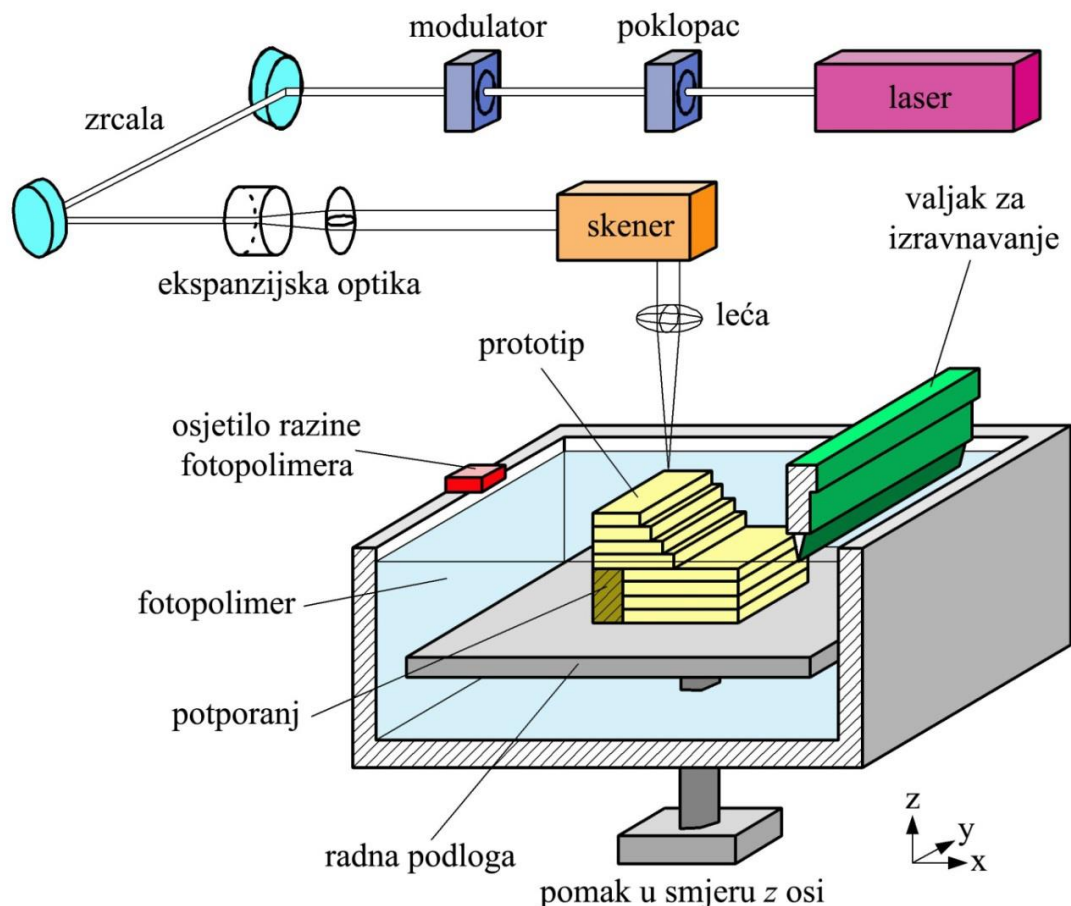 modulator
poklopac
laser
zrcala
skener
valjak za
izravnavanje
ekspanzijska optika
leća
prototip
osjetilo razine
fotopolimera
fotopolimer
potporanj
radna podloga
pomak u smjeru z osi
z
y
x